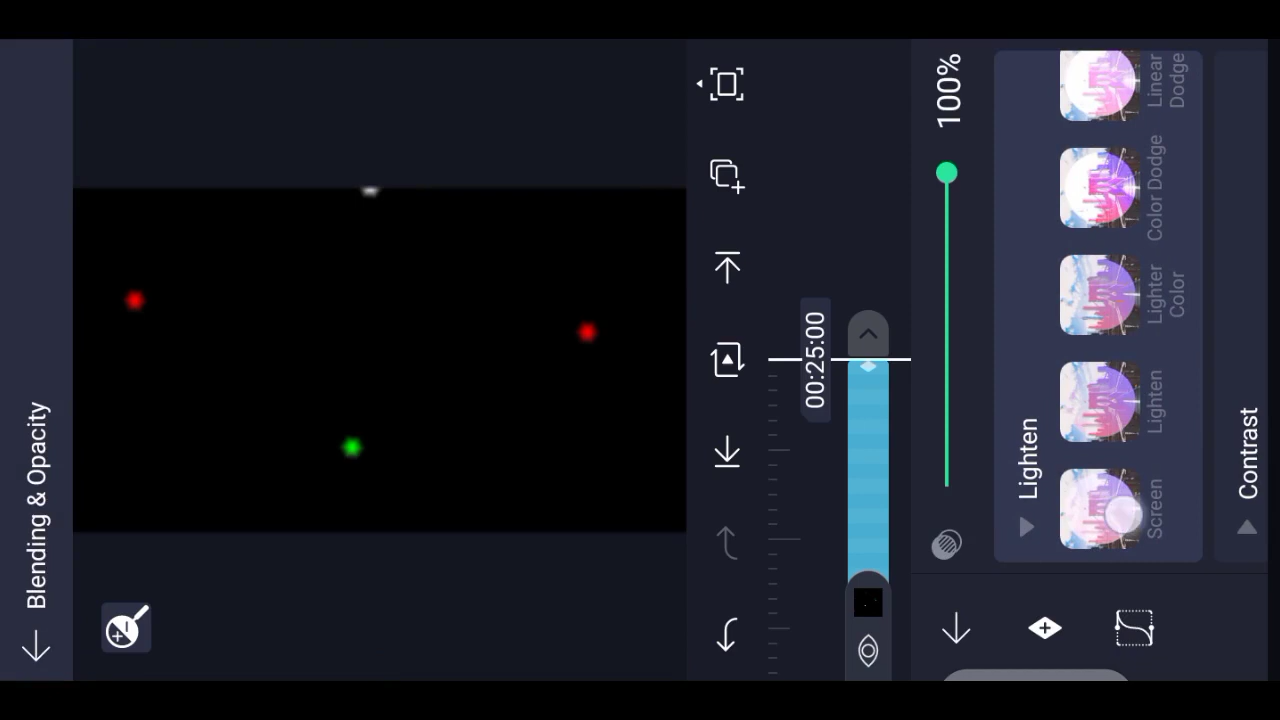 Blending & Opacity
00:25:00
100%
Lighten
Screen
Lighten
Lighter
Color
Color Dodge
Linear
Dodge
Contrast